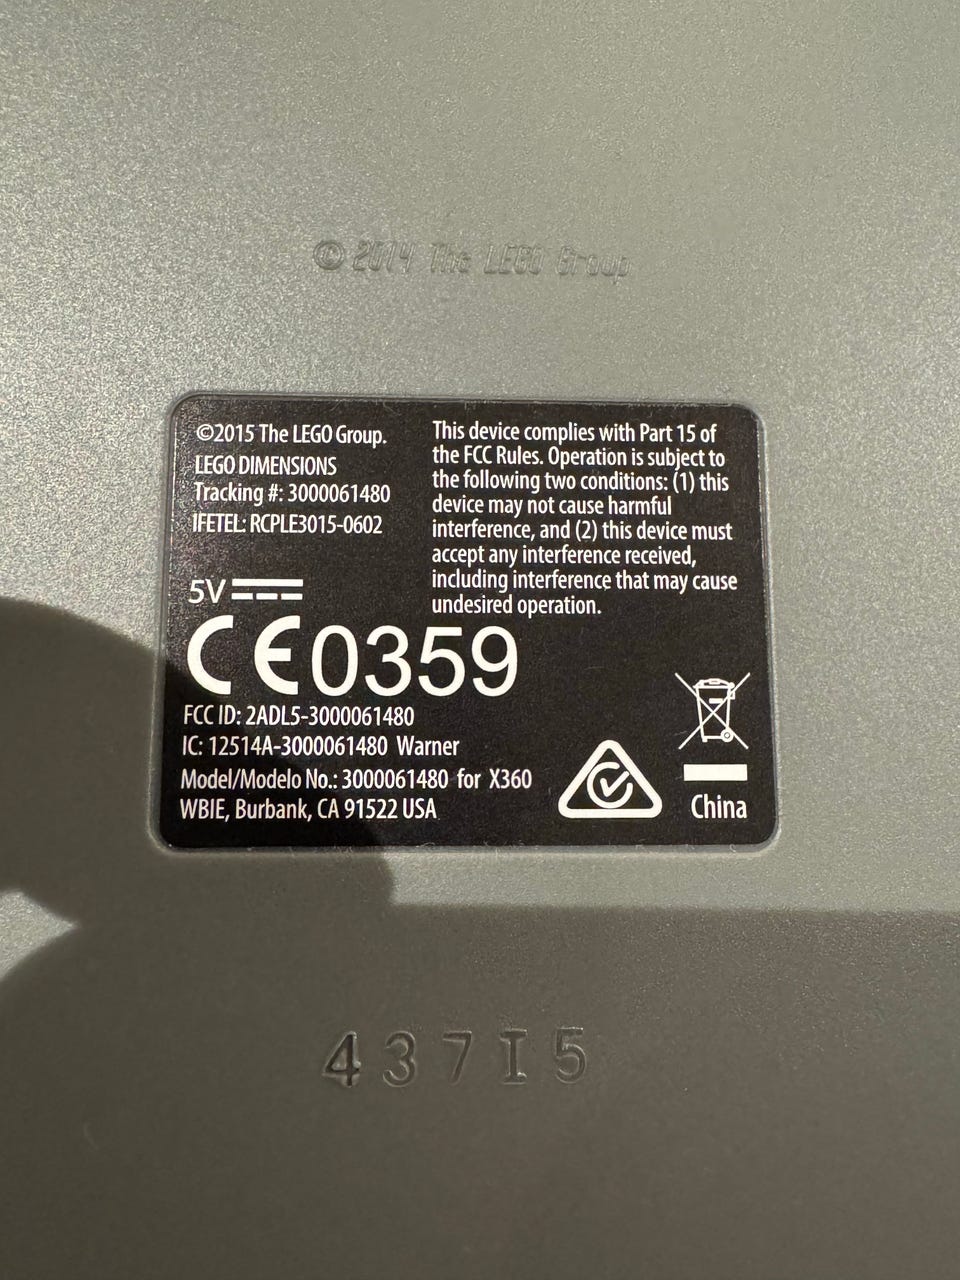 © 2014 The LEGO Group
©2015 The LEGO Group.
LEGO DIMENSIONS
Tracking #: 3000061480
IFETEL: RCPLE3015-0602
This device complies with Part 15 of
the FCC Rules. Operation is subject to
the following two conditions: (1) this
device may not cause harmful
interference, and (2) this device must
accept any interference received,
including interference that may cause
undesired operation.
5V
CE0359
FCC ID: 2ADL5-3000061480
IC: 12514A-3000061480 Warner
Model/Modelo No.: 3000061480 for X360
WBIE, Burbank, CA 91522 USA
China
437I5